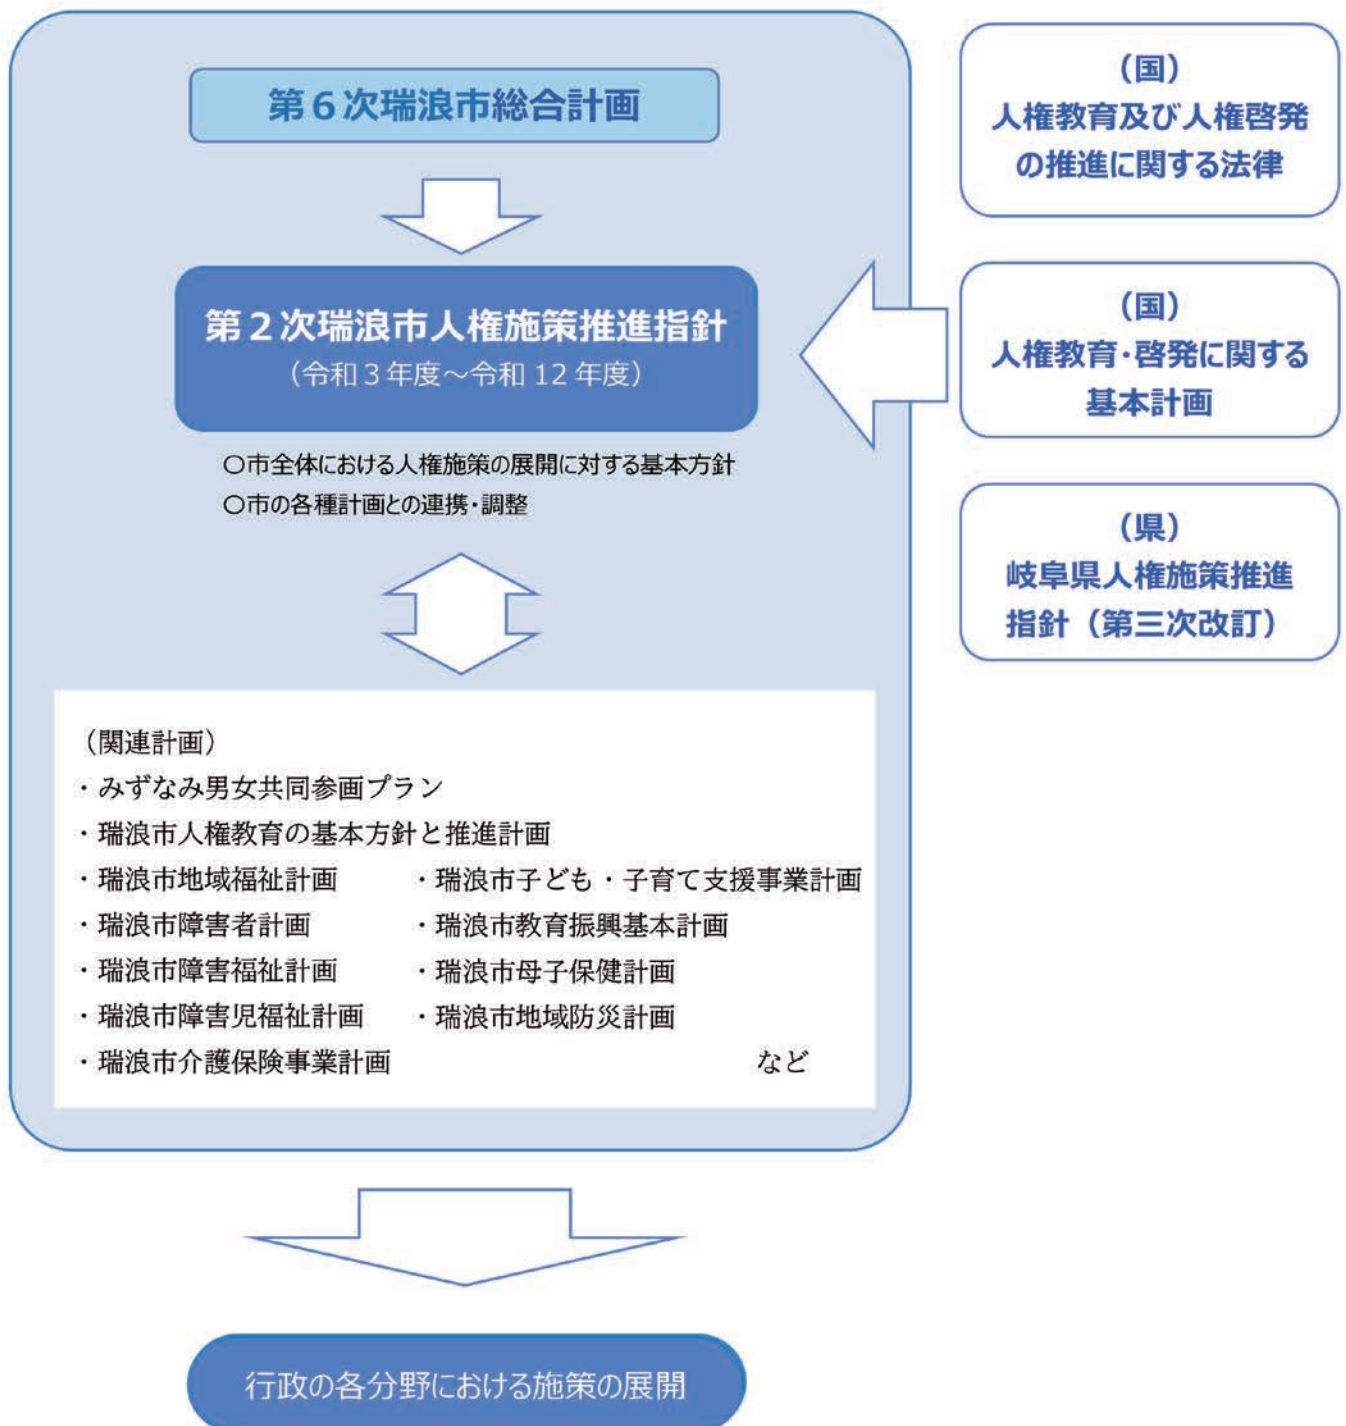 第6次瑞浪市総合計画
第2次瑞浪市人権施策推進指針
（令和3年度～令和12年度）
○市全体における人権施策の展開に対する基本方針
○市の各種計画との連携・調整
（関連計画）
・みずなみ男女共同参画プラン
・瑞浪市人権教育の基本方針と推進計画
・瑞浪市地域福祉計画　・瑞浪市子ども・子育て支援事業計画
・瑞浪市障害者計画　・瑞浪市教育振興基本計画
・瑞浪市障害福祉計画　・瑞浪市母子保健計画
・瑞浪市障害児福祉計画　・瑞浪市地域防災計画
・瑞浪市介護保険事業計画　など
（国）
人権教育及び人権啓発
の推進に関する法律
（国）
人権教育・啓発に関する
基本計画
（県）
岐阜県人権施策推進
指針（第三次改訂）
行政の各分野における施策の展開